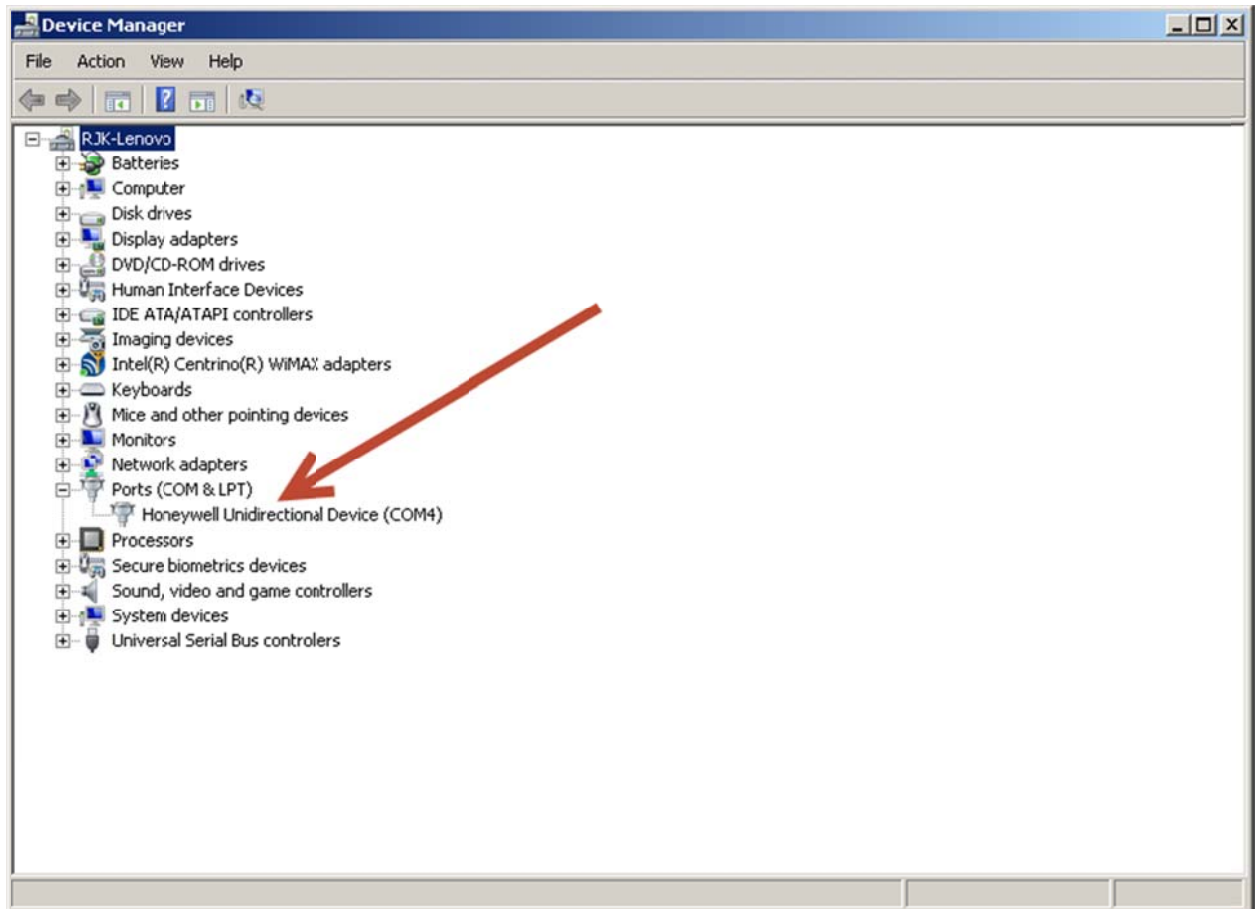 Device Manager
File Action View Help
RJK-Lenovo
Batteries
Computer
Disk drives
Display adapters
DVD/CD-ROM drives
Human Interface Devices
IDE ATA/ATAPI controllers
Imaging devices
Intel(R) Centrino(R) WiMAX adapters
Keyboards
Mice and other pointing devices
Monitors
Network adapters
Ports (COM & LPT)
Honeywell Unidirectional Device (COM4)
Processors
Secure biometrics devices
Sound, video and game controllers
System devices
Universal Serial Bus controlers